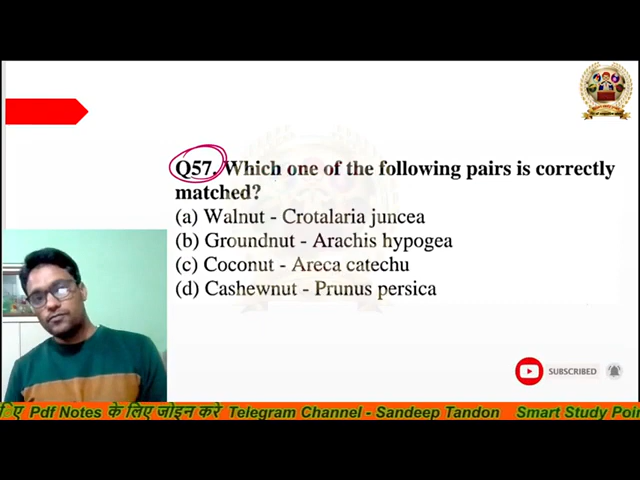 Q57. Which one of the following pairs is correctly
matched?
(a) Walnut - Crotalaria juncea
(b) Groundnut - Arachis hypogea
(c) Coconut - Areca catechu
(d) Cashewnut - Prunus persica
SUBSCRIBED
Pdf Notes के लिए जोइन करे Telegram Channel - Sandeep Tandon Smart Study Poi